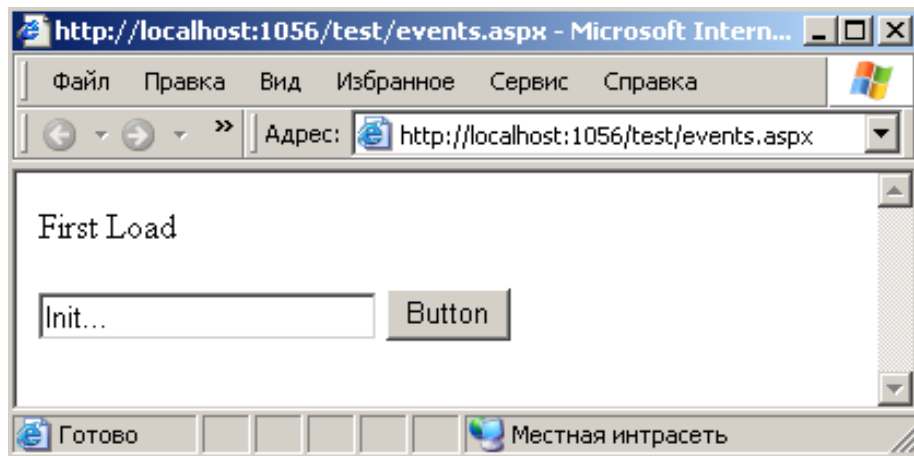 http://localhost:1056/test/events.aspx - Microsoft Intern...
Файл Правка Вид Избранное Сервис Справка
Адрес: http://localhost:1056/test/events.aspx
First Load
Init... Button
Готово Местная интрасеть